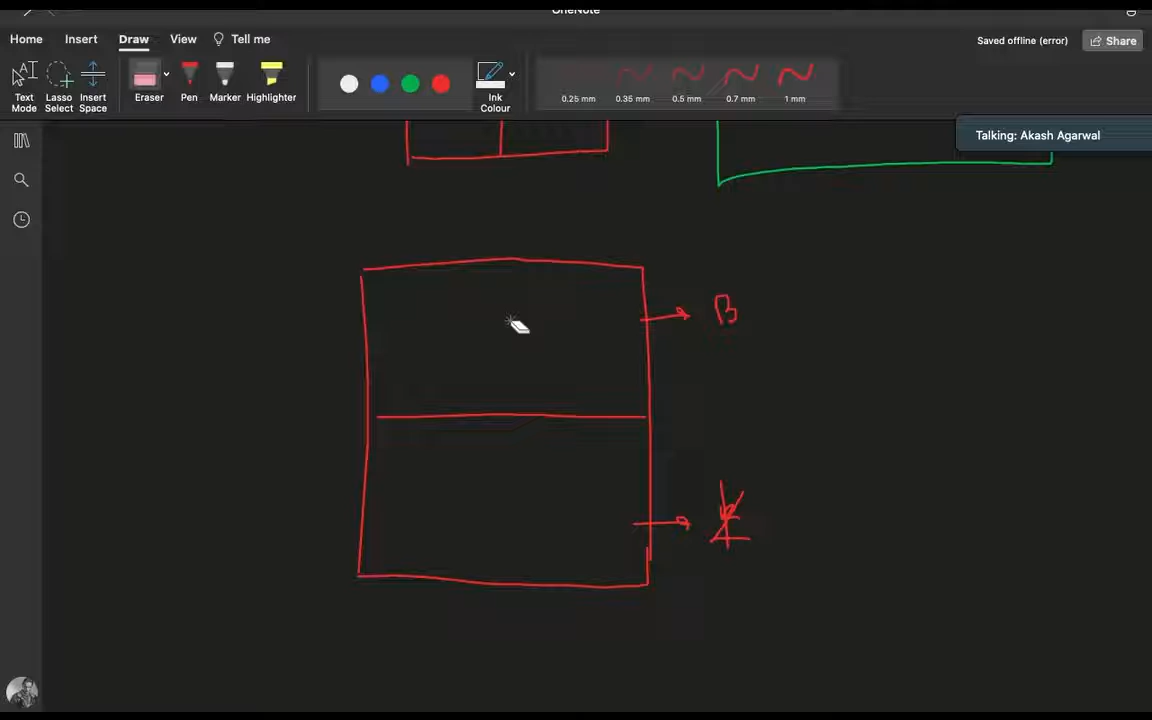 OneNote
Home Insert Draw View Tell me
Saved offline (error) Share
Text Mode
Lasso Select
Insert Space
Eraser
Pen
Marker
Highlighter
Ink Colour
0.25 mm 0.35 mm 0.5 mm 0.7 mm 1 mm
Talking: Akash Agarwal
B